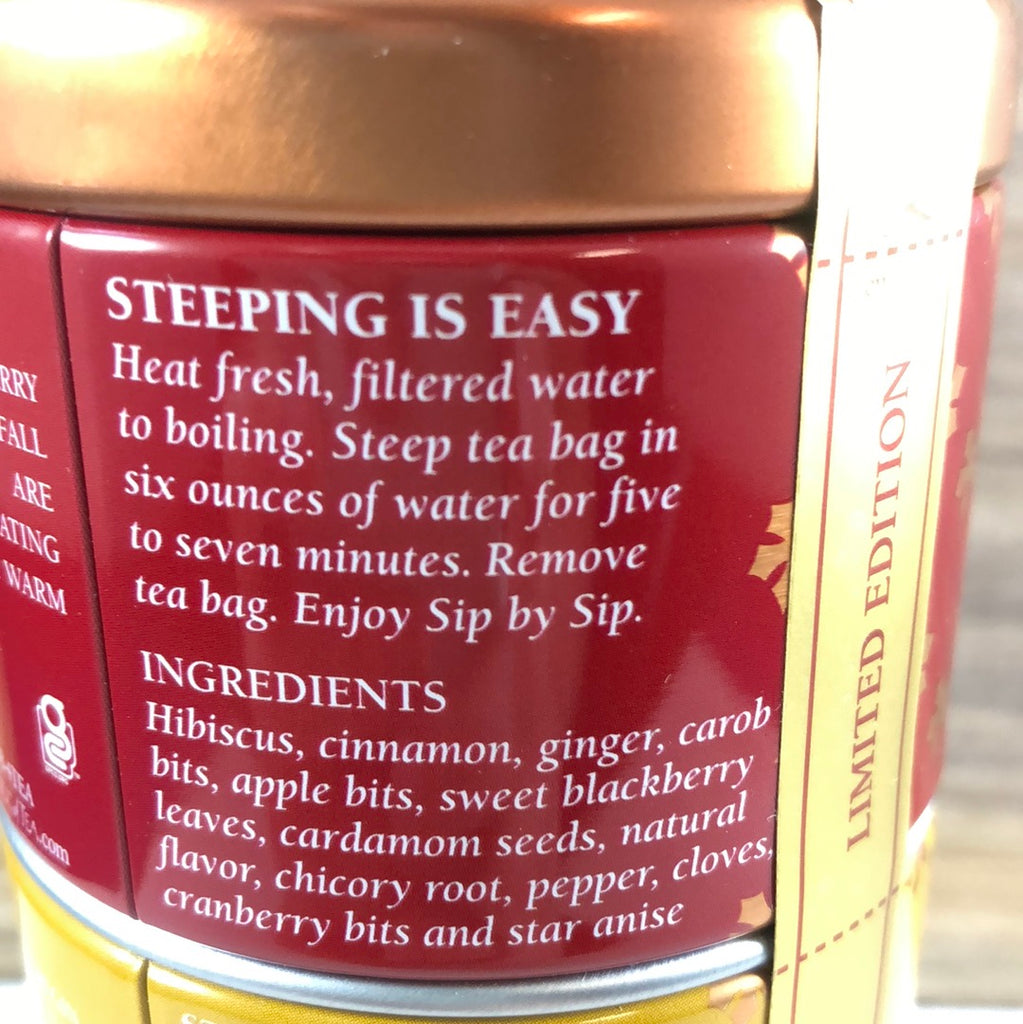 RRY
FALL
ARE
ATING
WARM
TEA
TEA.com
STEEPING IS EASY
Heat fresh, filtered water
to boiling. Steep tea bag in
six ounces of water for five
to seven minutes. Remove
tea bag. Enjoy Sip by Sip.
INGREDIENTS
Hibiscus, cinnamon, ginger, carob
bits, apple bits, sweet blackberry
leaves, cardamom seeds, natural
flavor, chicory root, pepper, cloves,
cranberry bits and star anise
LIMITED EDITION